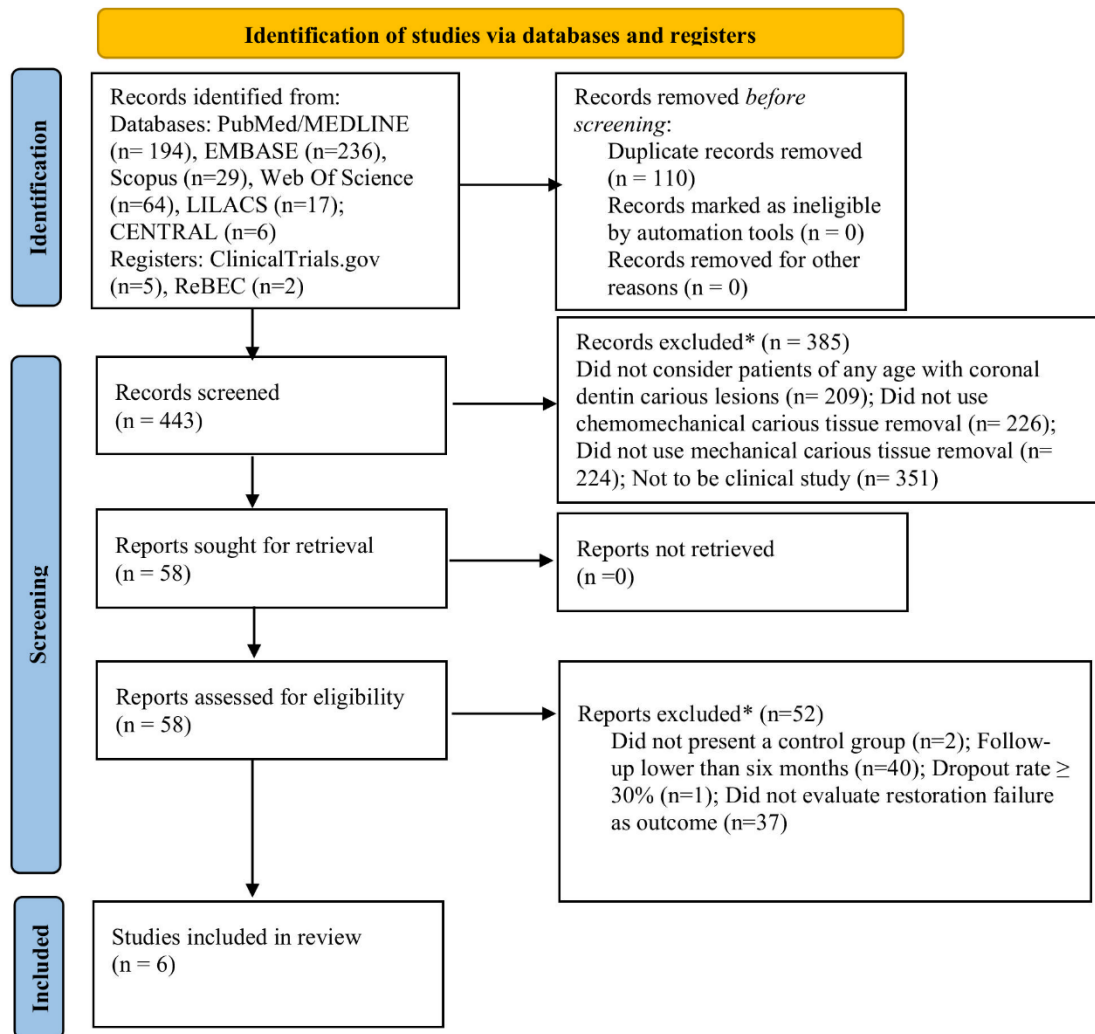 Identification of studies via databases and registers
Identification
Records identified from:
Databases: PubMed/MEDLINE
(n= 194), EMBASE (n=236),
Scopus (n=29), Web Of Science
(n=64), LILACS (n=17);
CENTRAL (n=6)
Registers: ClinicalTrials.gov
(n=5), ReBEC (n=2)
Records removed before
screening:
Duplicate records removed
(n = 110)
Records marked as ineligible
by automation tools (n = 0)
Records removed for other
reasons (n = 0)
Screening
Records screened
(n = 443)
Records excluded* (n = 385)
Did not consider patients of any age with coronal
dentin carious lesions (n= 209); Did not use
chemomechanical carious tissue removal (n= 226);
Did not use mechanical carious tissue removal (n=
224); Not to be clinical study (n= 351)
Reports sought for retrieval
(n = 58)
Reports not retrieved
(n =0)
Reports assessed for eligibility
(n = 58)
Reports excluded* (n=52)
Did not present a control group (n=2); Follow-
up lower than six months (n=40); Dropout rate ≥
30% (n=1); Did not evaluate restoration failure
as outcome (n=37)
Included
Studies included in review
(n = 6)